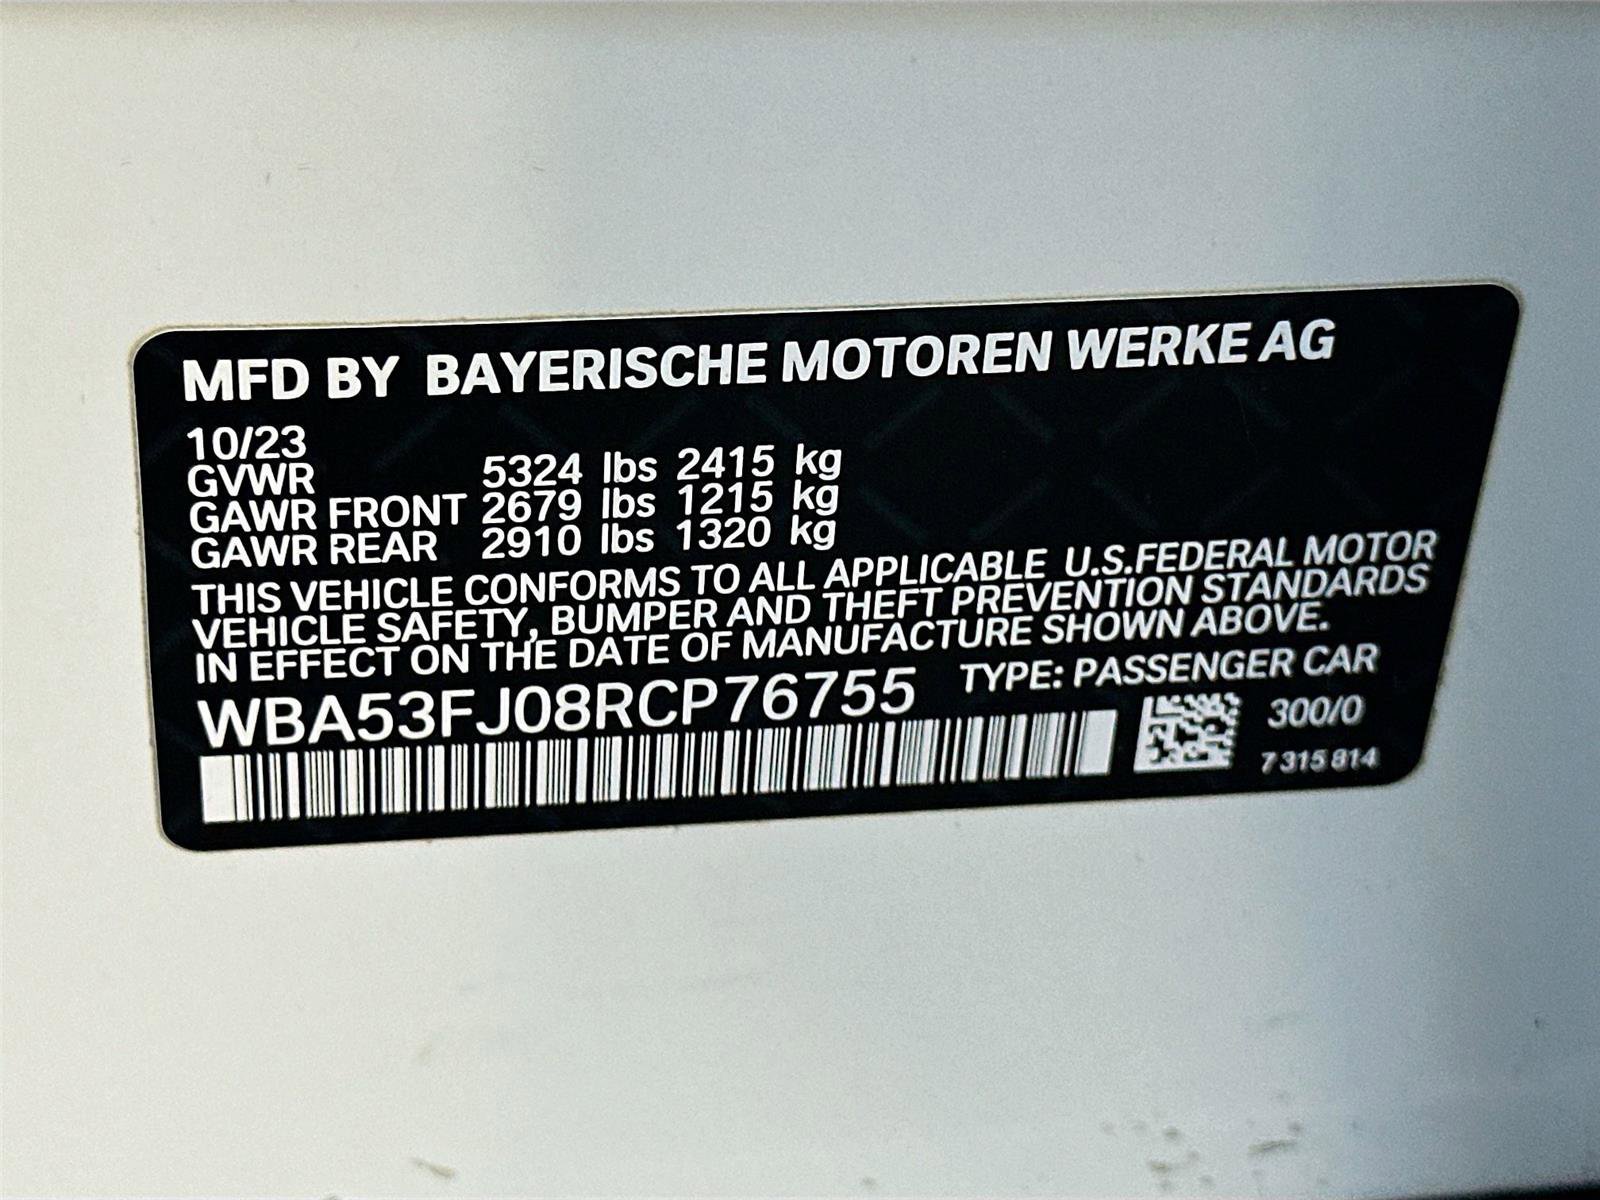 MFD BY BAYERISCHE MOTOREN WERKE AG
10/23
GVWR 5324 lbs 2415 kg
GAWR FRONT 2679 lbs 1215 kg
GAWR REAR 2910 lbs 1320 kg
THIS VEHICLE CONFORMS TO ALL APPLICABLE U.S.FEDERAL MOTOR
VEHICLE SAFETY, BUMPER AND THEFT PREVENTION STANDARDS
IN EFFECT ON THE DATE OF MANUFACTURE SHOWN ABOVE.
WBA53FJ08RCP76755 TYPE: PASSENGER CAR
300/0
7 315 814